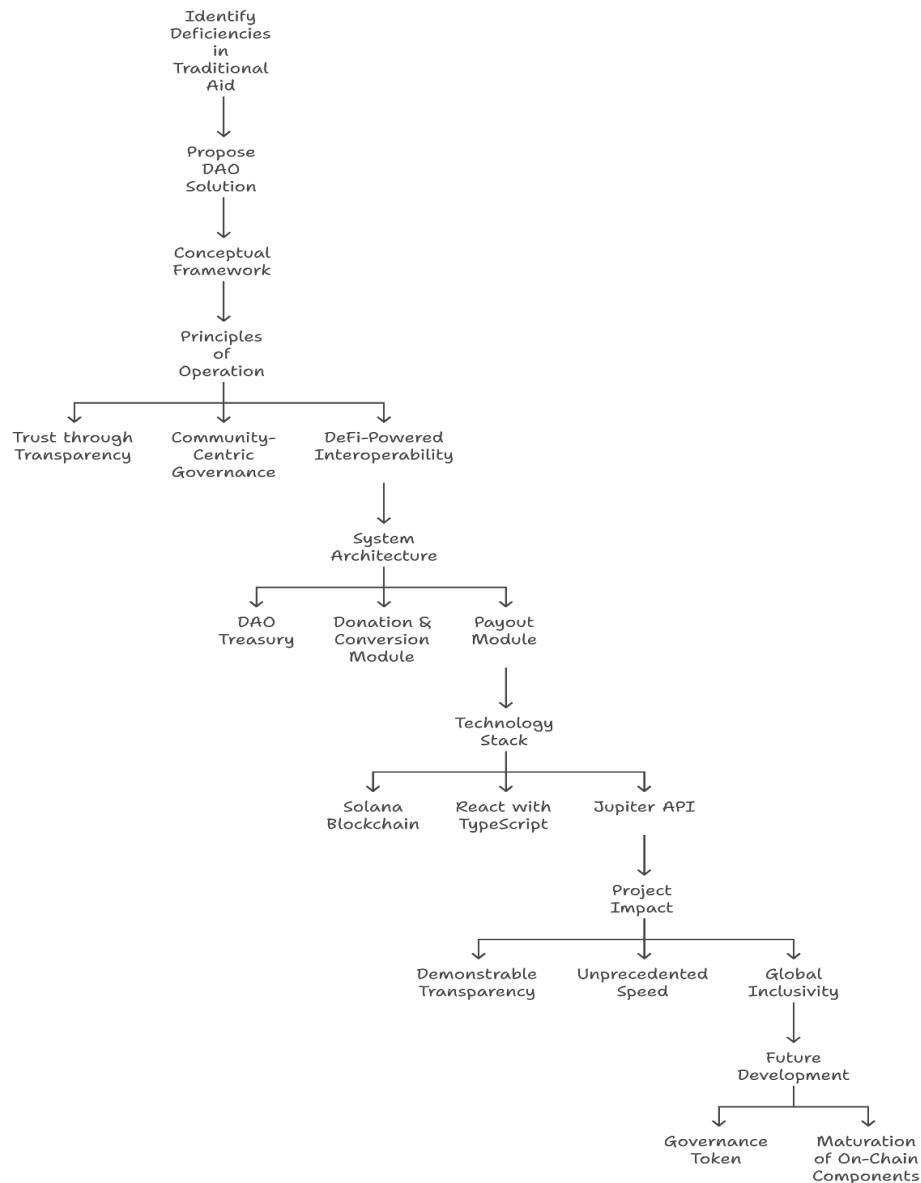 Identify
Deficiencies
in
Traditional
Aid
Propose
DAO
Solution
Conceptual
Framework
Principles
of
Operation
Trust through
Transparency
Community-
Centric
Governance
DeFi-Powered
Interoperability
System
Architecture
DAO
Treasury
Donation &
Conversion
Module
Payout
Module
Technology
Stack
Solana
Blockchain
React with
TypeScript
Jupiter API
Project
Impact
Demonstrable
Transparency
Unprecedented
Speed
Global
Inclusivity
Future
Development
Governance
Token
Maturation
of On-Chain
Components